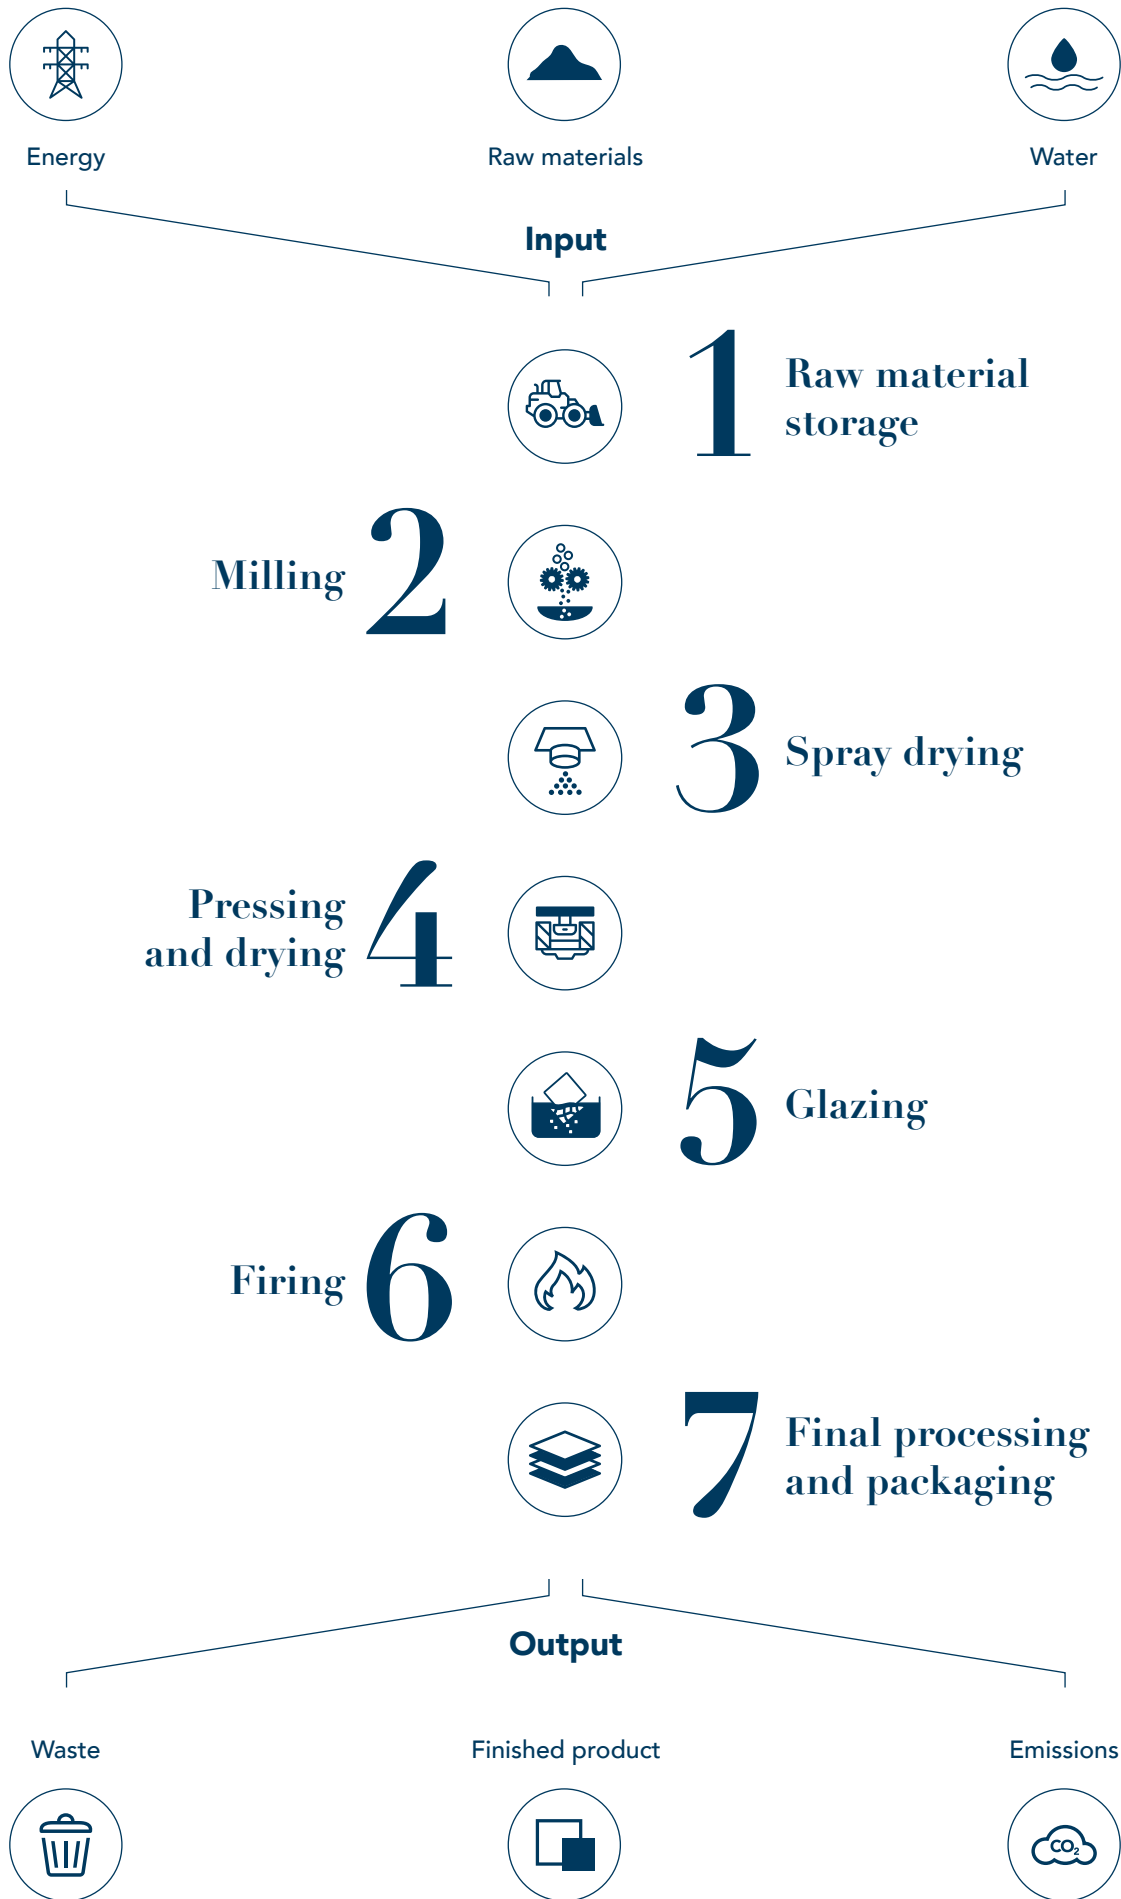 Energy
Raw materials
Water
Input
1
Raw material
storage
2
Milling
3
Spray drying
4
Pressing
and drying
5
Glazing
6
Firing
7
Final processing
and packaging
Output
Waste
Finished product
Emissions
CO₂